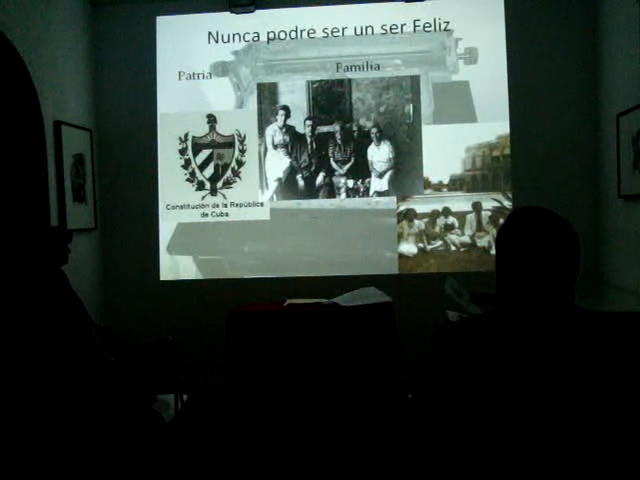 Nunca podre ser un ser Feliz
Patria
Familia
Constitución de la República
de Cuba